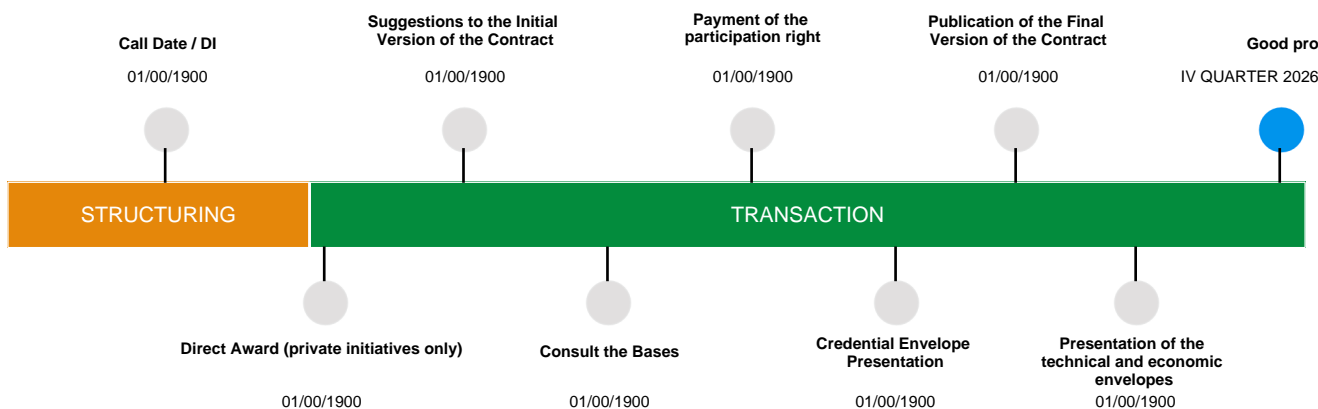 Call Date / DI
01/00/1900
Suggestions to the Initial
Version of the Contract
01/00/1900
Payment of the
participation right
01/00/1900
Publication of the Final
Version of the Contract
01/00/1900
Good pro
IV QUARTER 2026
STRUCTURING
TRANSACTION
Direct Award (private initiatives only)
01/00/1900
Consult the Bases
01/00/1900
Credential Envelope
Presentation
01/00/1900
Presentation of the
technical and economic
envelopes
01/00/1900